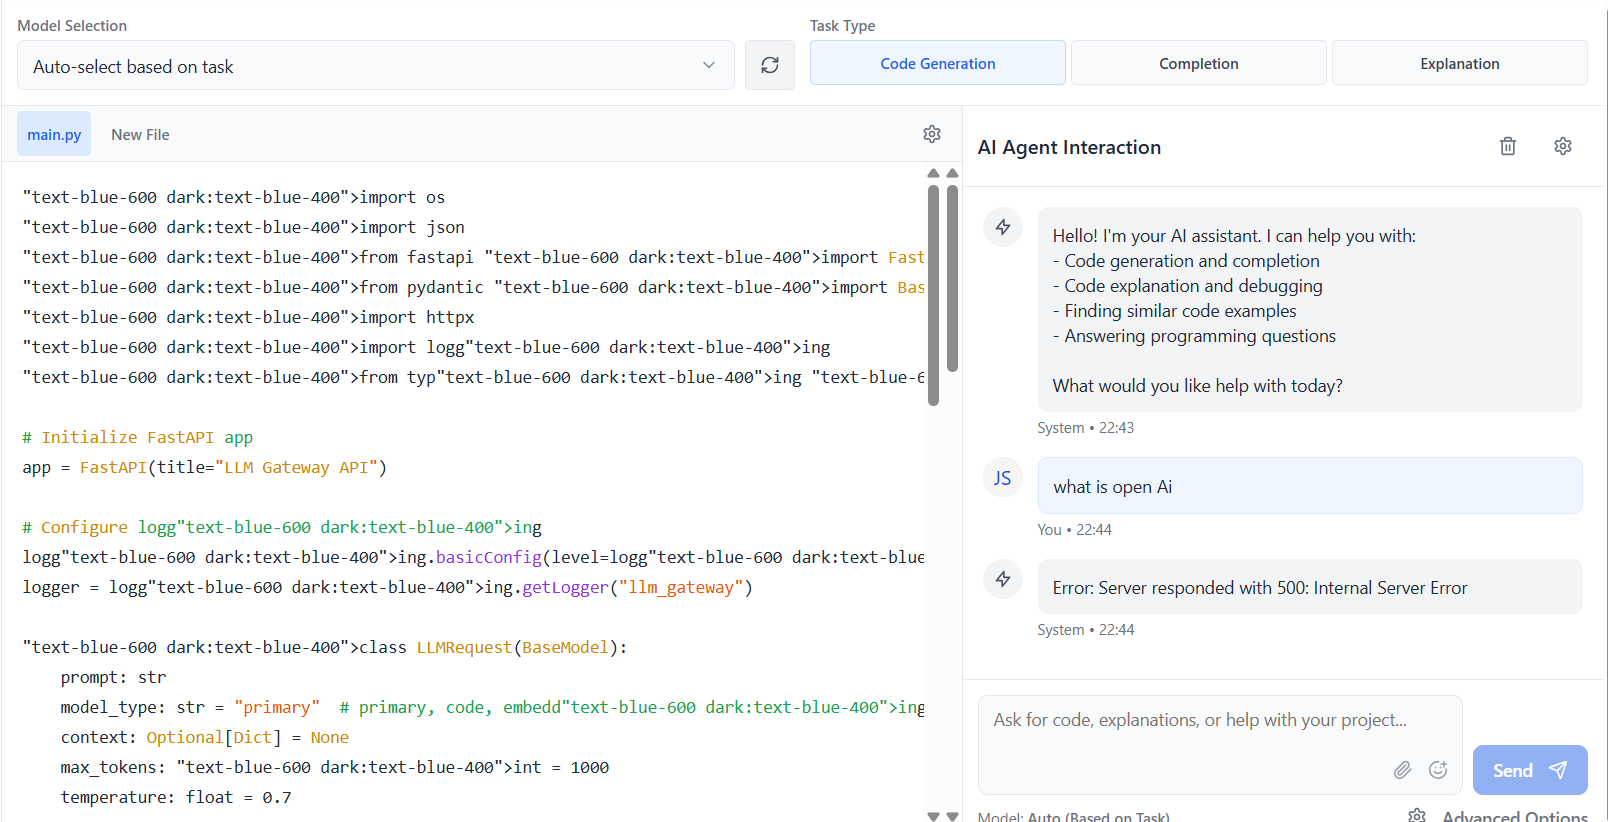 Model Selection
Auto-select based on task
Task Type
Code Generation
Completion
Explanation
main.py
New File
"text-blue-600 dark:text-blue-400">import os
"text-blue-600 dark:text-blue-400">import json
"text-blue-600 dark:text-blue-400">from fastapi "text-blue-600 dark:text-blue-400">import Fast
"text-blue-600 dark:text-blue-400">from pydantic "text-blue-600 dark:text-blue-400">import Bas
"text-blue-600 dark:text-blue-400">import httpx
"text-blue-600 dark:text-blue-400">import logg"text-blue-600 dark:text-blue-400">ing
"text-blue-600 dark:text-blue-400">from typ"text-blue-600 dark:text-blue-400">ing "text-blue-6
# Initialize FastAPI app
app = FastAPI(title="LLM Gateway API")
# Configure logg"text-blue-600 dark:text-blue-400">ing
logg"text-blue-600 dark:text-blue-400">ing.basicConfig(level=logg"text-blue-600 dark:text-blue
logger = logg"text-blue-600 dark:text-blue-400">ing.getLogger("llm_gateway")
"text-blue-600 dark:text-blue-400">class LLMRequest(BaseModel):
    prompt: str
    model_type: str = "primary"  # primary, code, embedd"text-blue-600 dark:text-blue-400">ing
    context: Optional[Dict] = None
    max_tokens: "text-blue-600 dark:text-blue-400">int = 1000
    temperature: float = 0.7
AI Agent Interaction
Hello! I'm your AI assistant. I can help you with:
- Code generation and completion
- Code explanation and debugging
- Finding similar code examples
- Answering programming questions
What would you like help with today?
System • 22:43
JS
what is open Ai
You • 22:44
Error: Server responded with 500: Internal Server Error
System • 22:44
Ask for code, explanations, or help with your project...
Send
Model: Auto (Based on Task)
Advanced Options